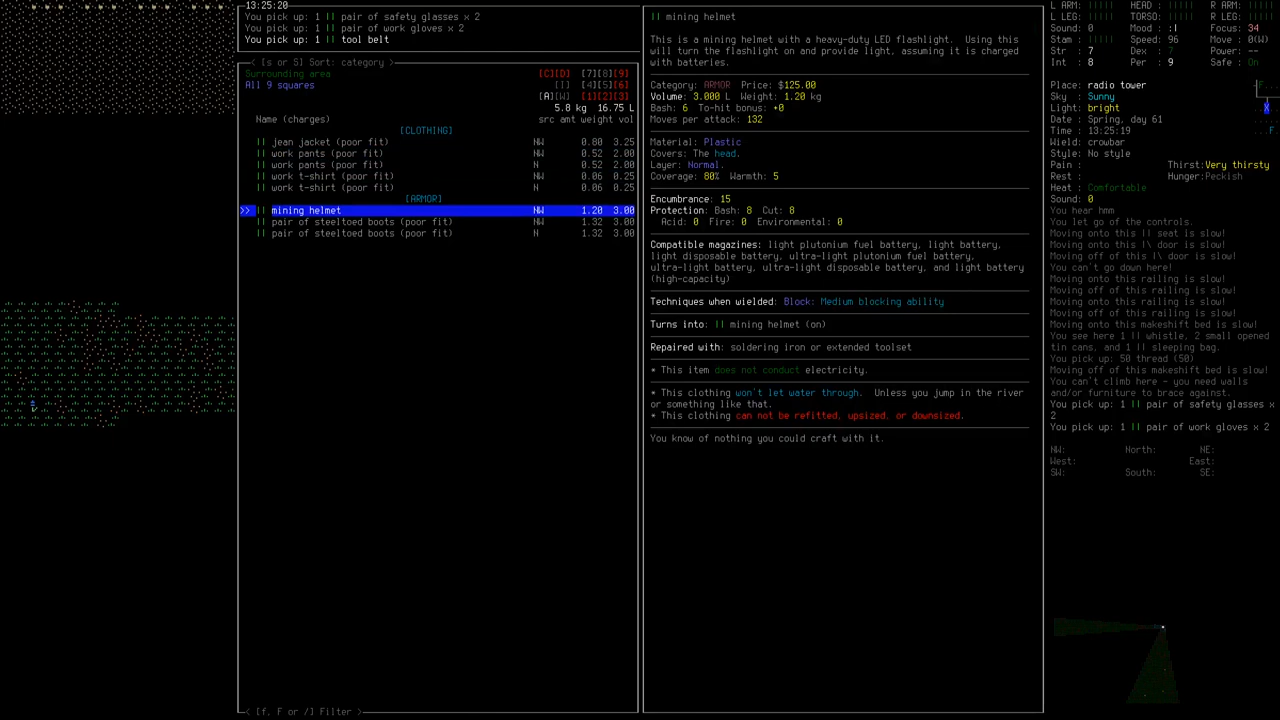 13:25:20
You pick up: 1 || pair of safety glasses x 2
You pick up: 1 || pair of work gloves x 2
You pick up: 1 || tool belt
< [s or S] Sort: category >
Surrounding area [C][D] [7][8][9]
All 9 squares [I] [4][5][6]
[A][W] [1][2][3]
5.8 kg 16.75 L
Name (charges) src amt weight vol
[CLOTHING]
|| jean jacket (poor fit) NW 0.80 3.25
|| work pants (poor fit) NW 0.52 2.00
|| work pants (poor fit) N 0.52 2.00
|| work t-shirt (poor fit) NW 0.06 0.25
|| work t-shirt (poor fit) N 0.06 0.25
[ARMOR]
>> || mining helmet NW 1.20 3.00
|| pair of steeltoed boots (poor fit) NW 1.32 3.00
|| pair of steeltoed boots (poor fit) N 1.32 3.00
< [f, F or /] Filter >
|| mining helmet
This is a mining helmet with a heavy-duty LED flashlight. Using this
will turn the flashlight on and provide light, assuming it is charged
with batteries.
Category: ARMOR Price: $125.00
Volume: 3.000 L Weight: 1.20 kg
Bash: 6 To-hit bonus: +0
Moves per attack: 132
Material: Plastic
Covers: The head.
Layer: Normal.
Coverage: 80% Warmth: 5
Encumbrance: 15
Protection: Bash: 8 Cut: 8
Acid: 0 Fire: 0 Environmental: 0
Compatible magazines: light plutonium fuel battery, light battery,
light disposable battery, ultra-light plutonium fuel battery,
ultra-light battery, ultra-light disposable battery, and light battery
(high-capacity)
Techniques when wielded: Block: Medium blocking ability
Turns into: || mining helmet (on)
Repaired with: soldering iron or extended toolset
* This item does not conduct electricity.
* This clothing won't let water through. Unless you jump in the river
or something like that.
* This clothing can not be refitted, upsized, or downsized.
You know of nothing you could craft with it.
L ARM: ||||| HEAD : ||||| R ARM: |||||
L LEG: ||||| TORSO: ||||| R LEG: |||||
Sound: 0 Mood : :| Focus: 34
Stam : ||||| Speed: 96 Move : 0(W)
Str : 7 Dex : 7 Power: --
Int : 8 Per : 9 Safe : On
Place: radio tower
Sky : Sunny
Light: bright
Date : Spring, day 61
Time : 13:25:19
Wield: crowbar
Style: No style
Pain : Thirst:Very thirsty
Rest : Hunger:Peckish
Heat : Comfortable
Sound: 0
You hear hmm
You let go of the controls.
Moving onto this || seat is slow!
Moving onto this |\ door is slow!
Moving off of this |\ door is slow!
You can't go down here!
Moving onto this railing is slow!
Moving onto this railing is slow!
Moving off of this railing is slow!
Moving onto this makeshift bed is slow!
You see here 1 || whistle, 2 small opened
tin cans, and 1 || sleeping bag.
You pick up: 50 thread (50)
Moving off of this makeshift bed is slow!
You can't climb here - you need walls
and/or furniture to brace against.
You pick up: 1 || pair of safety glasses x
2
You pick up: 1 || pair of work gloves x 2
NW: North: NE:
West: East:
SW: South: SE: